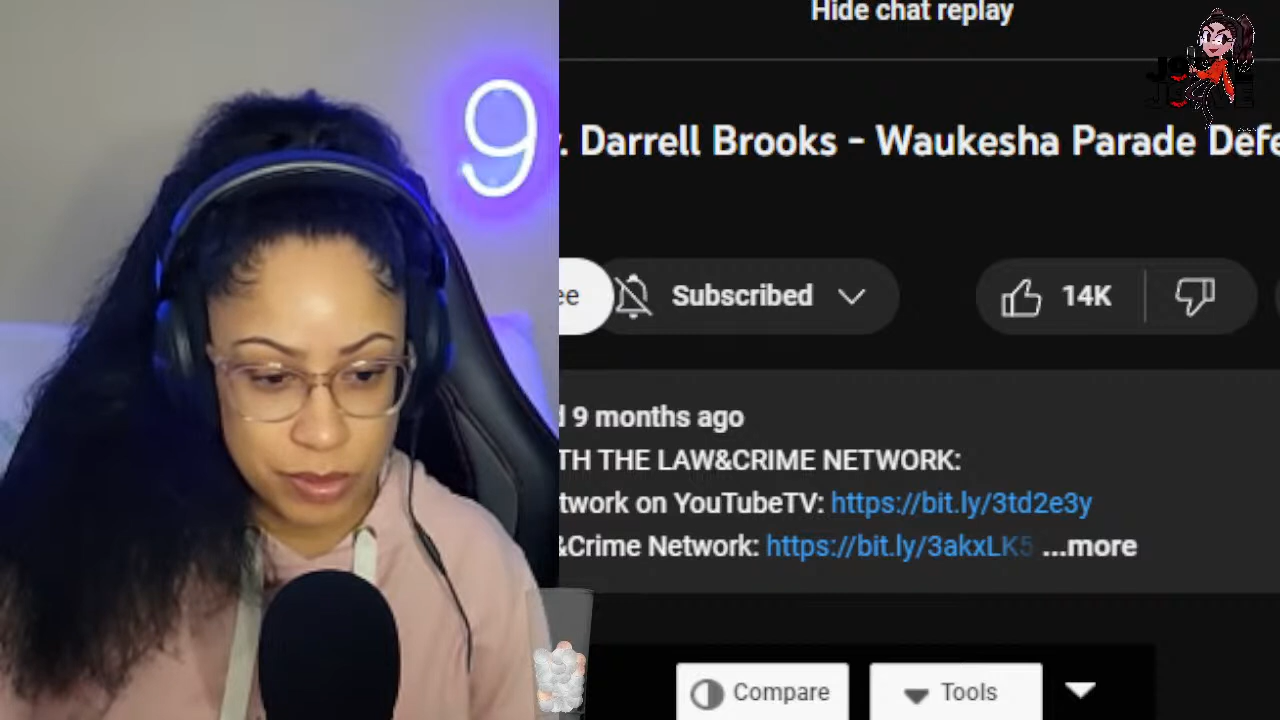 Hide chat replay
9
. Darrell Brooks - Waukesha Parade Defe
ee
Subscribed
14K
d 9 months ago
TH THE LAW&CRIME NETWORK:
twork on YouTubeTV: https://bit.ly/3td2e3y
&Crime Network: https://bit.ly/3akxLK5 ...more
Compare
Tools